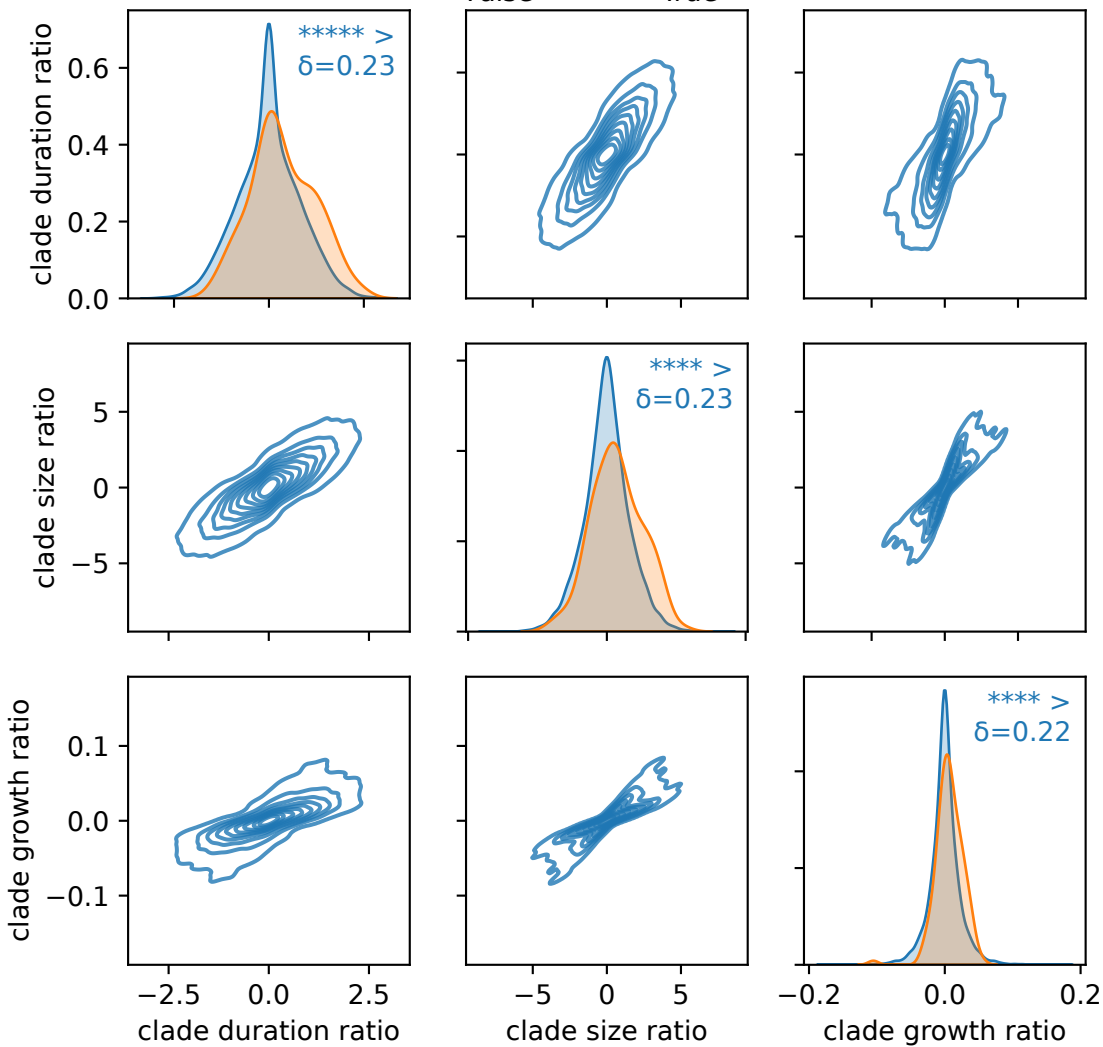 clade duration ratio
0.6
0.4
0.2
0.0
***** >
δ=0.23
clade size ratio
5
0
−5
**** >
δ=0.23
clade growth ratio
0.1
0.0
−0.1
**** >
δ=0.22
−2.5 0.0 2.5
−5 0 5
−0.2 0.0 0.2
clade duration ratio
clade size ratio
clade growth ratio